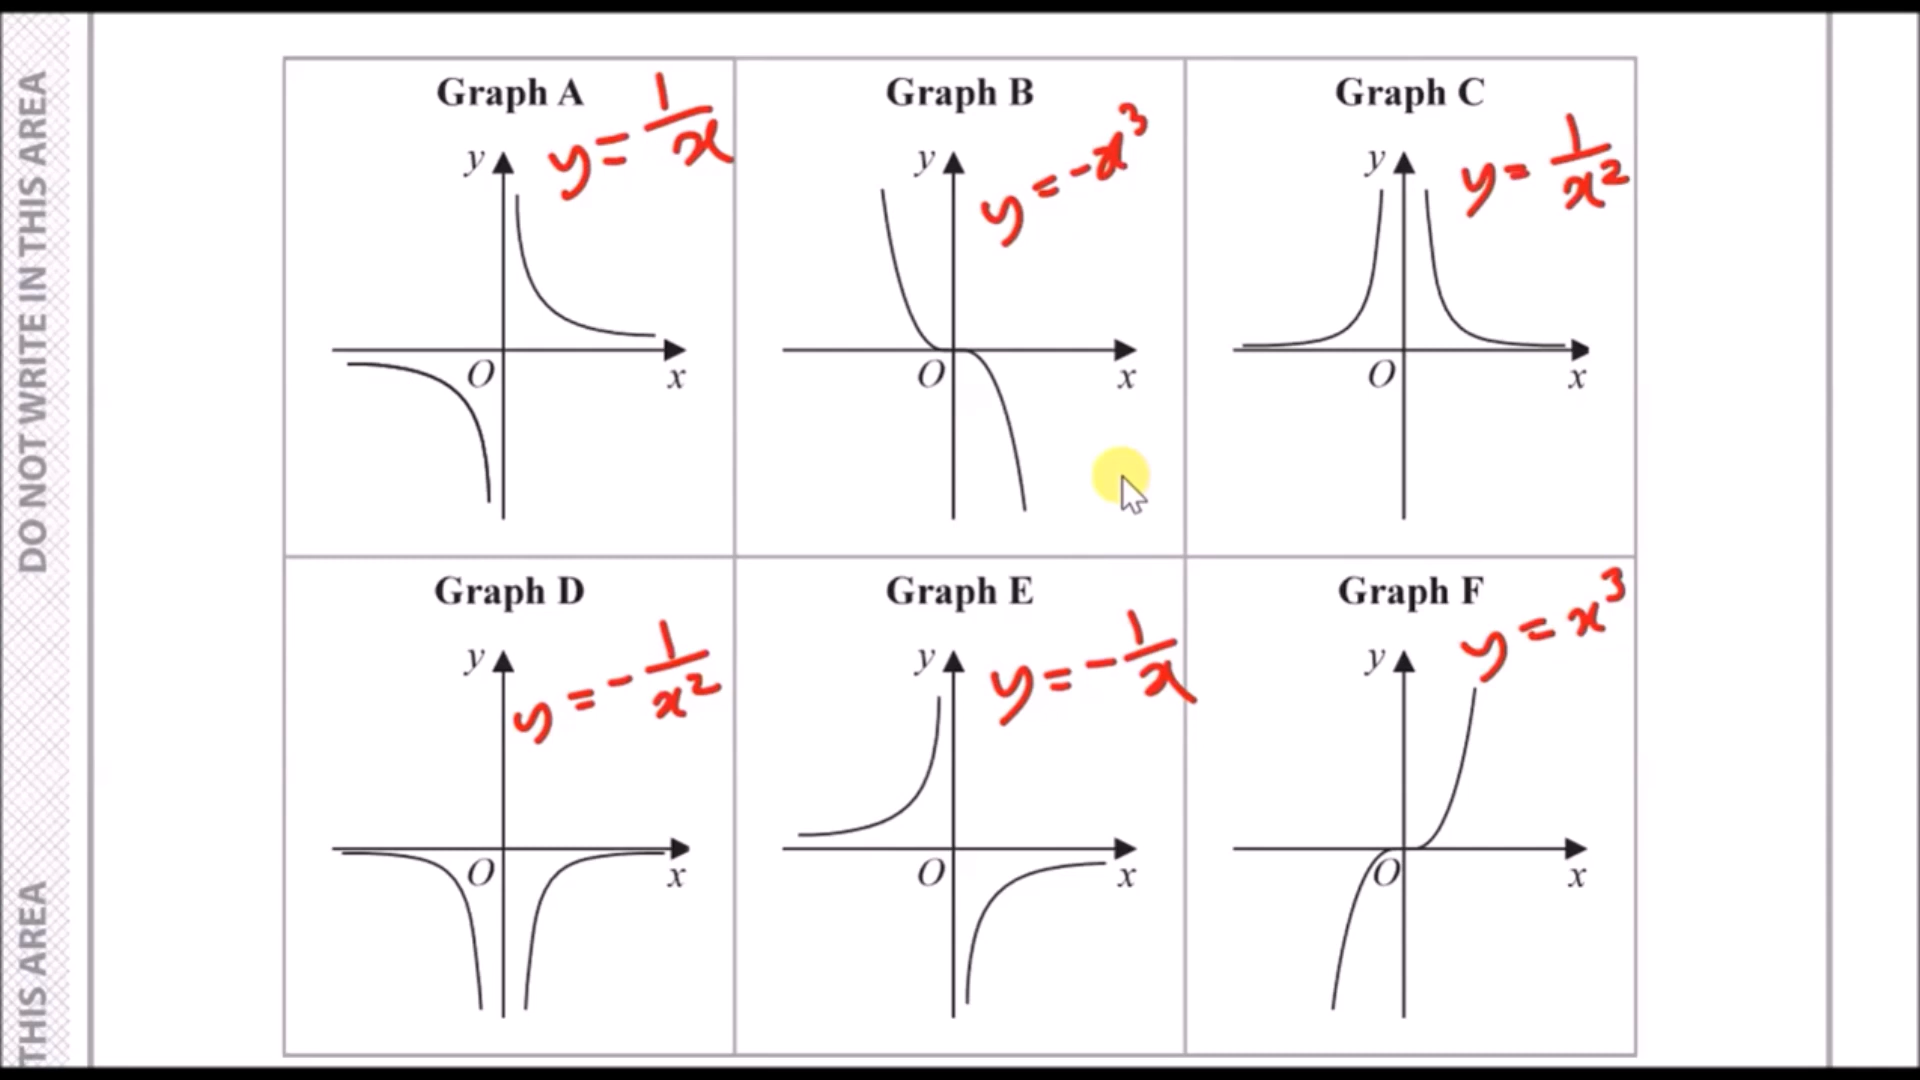 DO NOT WRITE IN THIS AREA
THIS AREA
Graph A
y = 1/x
y
O
x
Graph B
y = -x³
y
O
x
Graph C
y = 1/x²
y
O
x
Graph D
y = - 1/x²
y
O
x
Graph E
y = - 1/x
y
O
x
Graph F
y = x³
y
O
x